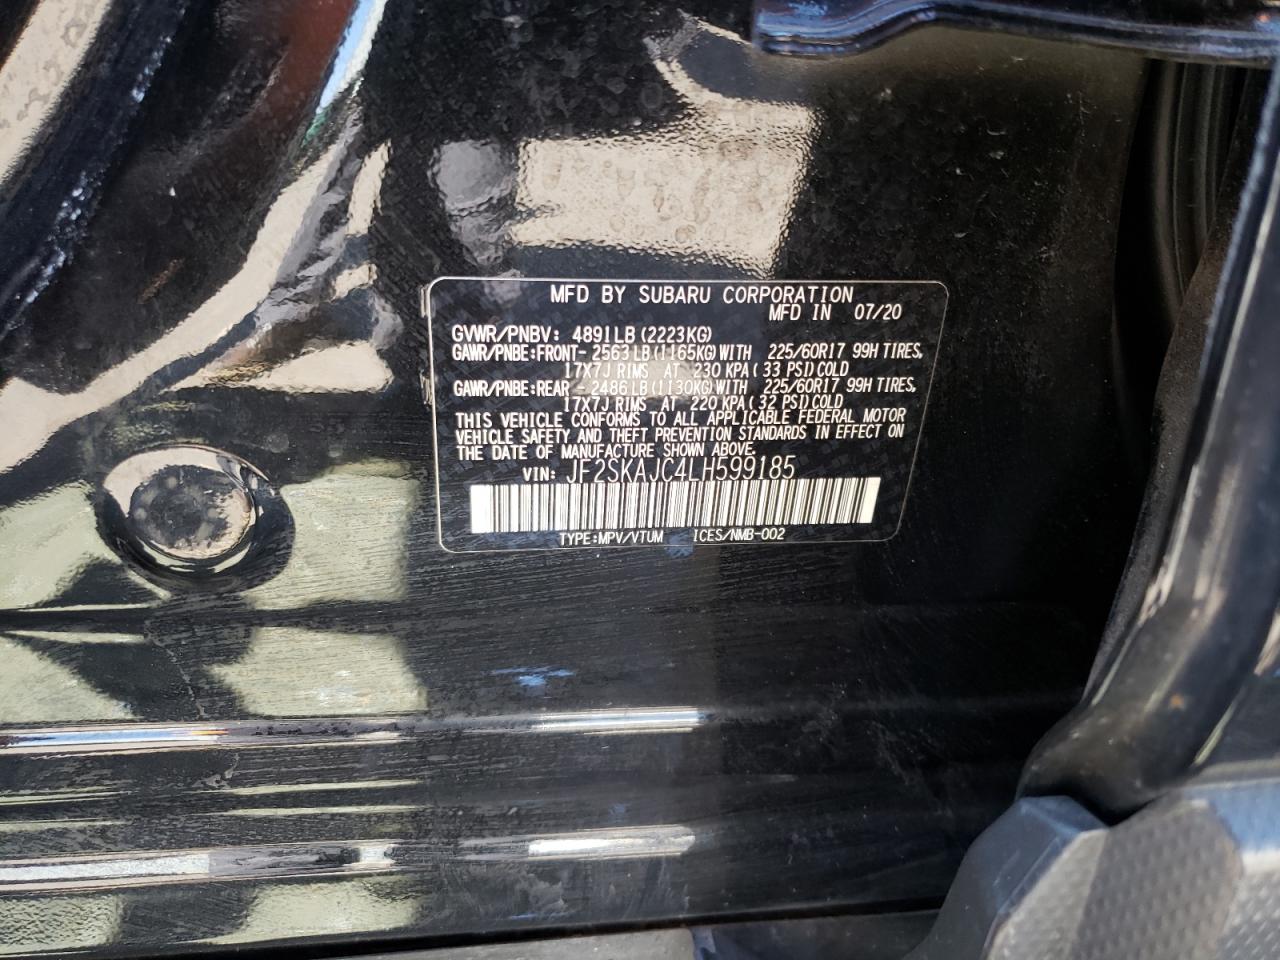 MFD BY SUBARU CORPORATION
MFD IN 07/20
GVWR/PNBV: 4891LB (2223KG)
GAWR/PNBE:FRONT- 2563LB(1165KG)WITH 225/60R17 99H TIRES,
17X7J RIMS AT 230 KPA( 33 PSI)COLD
GAWR/PNBE:REAR - 2486LB(1130KG)WITH 225/60R17 99H TIRES,
17X7J RIMS AT 220 KPA( 32 PSI)COLD
THIS VEHICLE CONFORMS TO ALL APPLICABLE FEDERAL MOTOR
VEHICLE SAFETY AND THEFT PREVENTION STANDARDS IN EFFECT ON
THE DATE OF MANUFACTURE SHOWN ABOVE.
VIN: JF2SKAJC4LH599185
TYPE:MPV/VTUM ICES/NMB-002